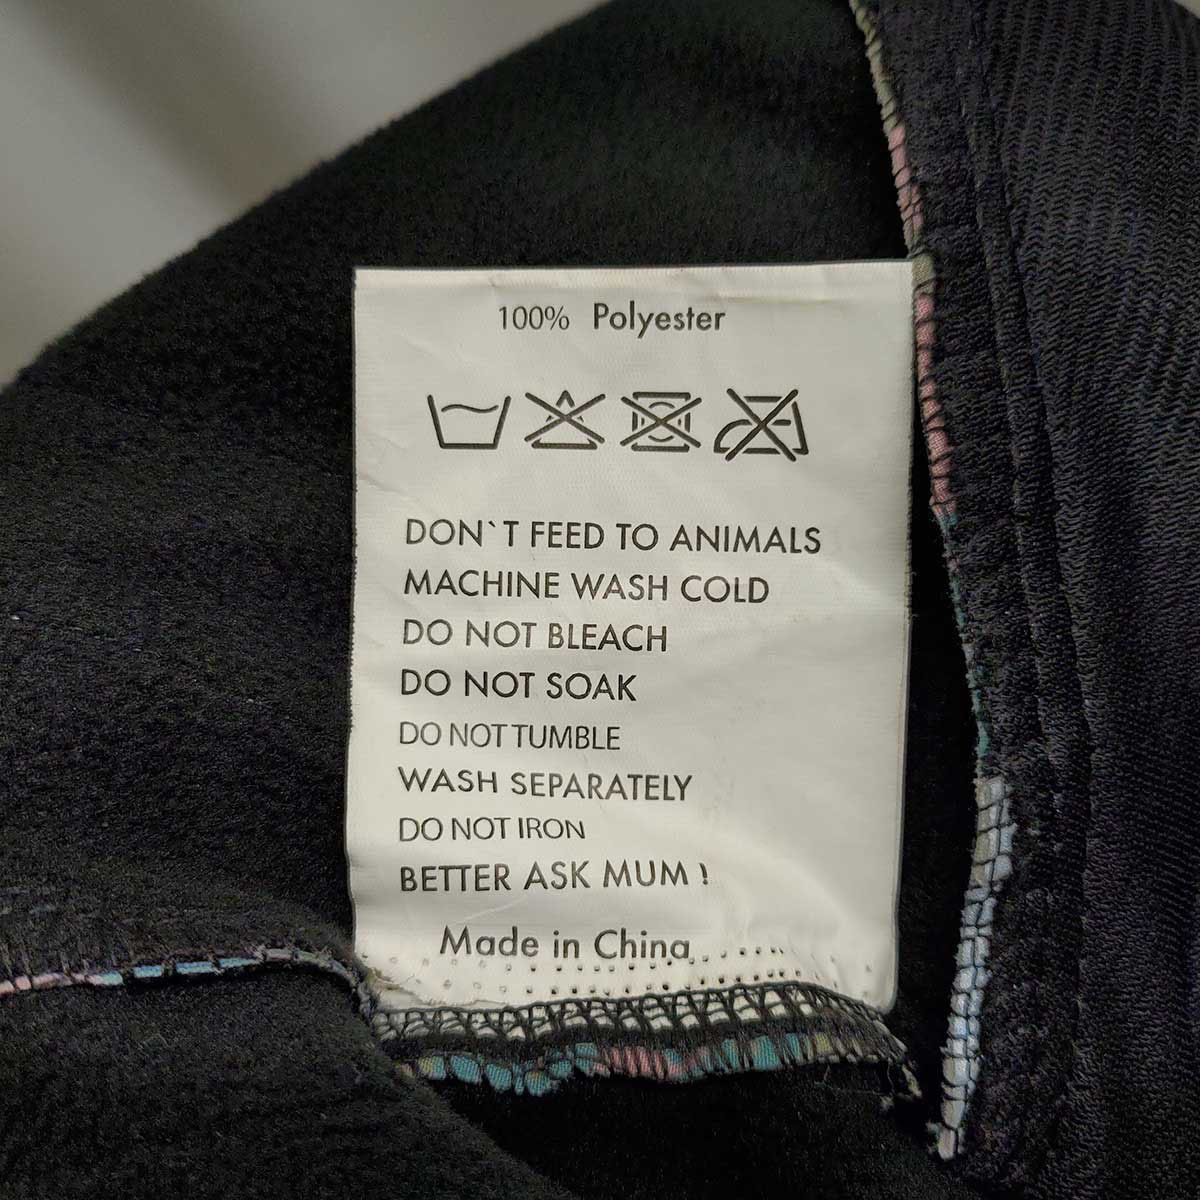 100% Polyester
DON`T FEED TO ANIMALS
MACHINE WASH COLD
DO NOT BLEACH
DO NOT SOAK
DO NOT TUMBLE
WASH SEPARATELY
DO NOT IRON
BETTER ASK MUM !
Made in China